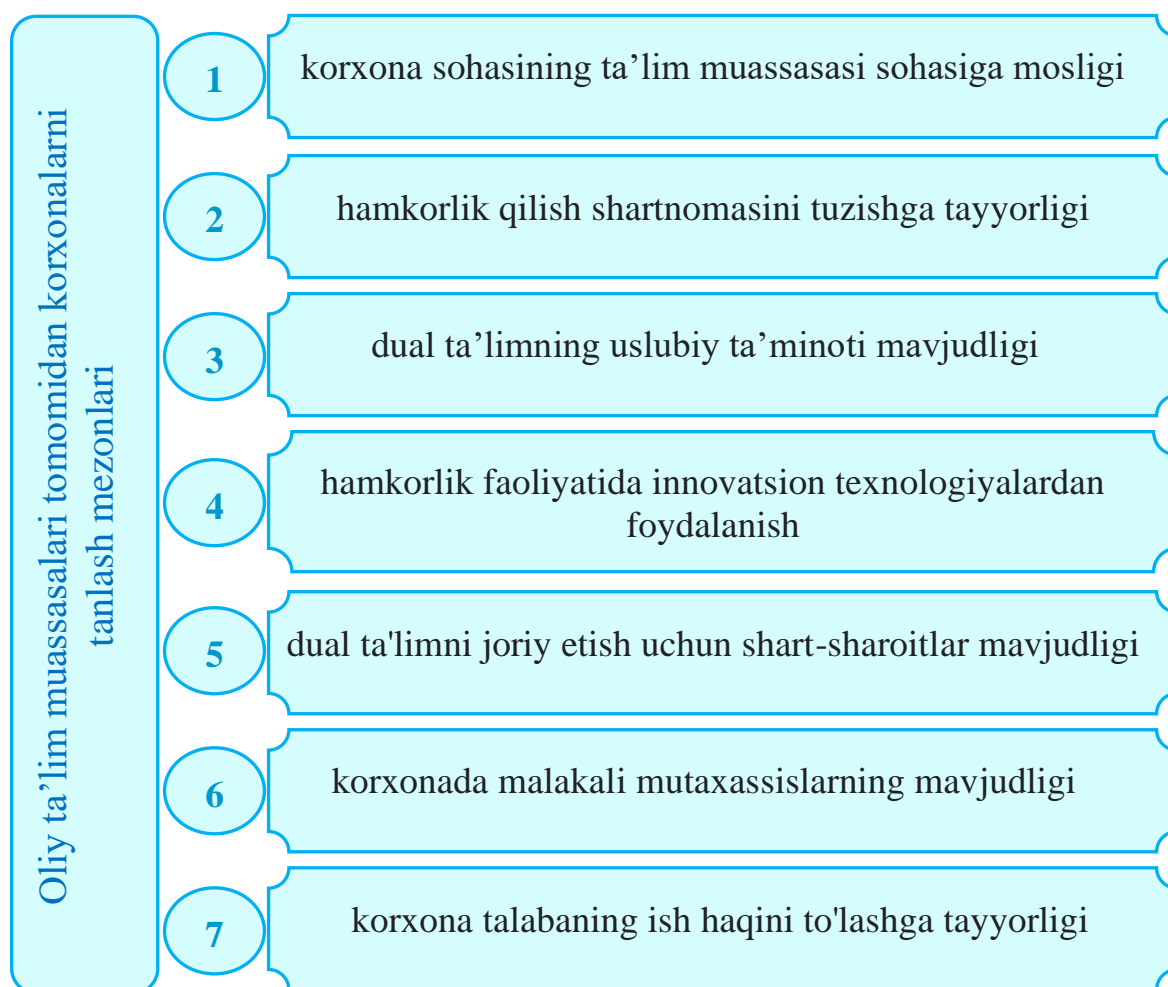 Oliy ta’lim muassasalari tomomidan korxonalarni
tanlash mezonlari
1
korxona sohasining ta’lim muassasasi sohasiga mosligi
2
hamkorlik qilish shartnomasini tuzishga tayyorligi
3
dual ta’limning uslubiy ta’minoti mavjudligi
4
hamkorlik faoliyatida innovatsion texnologiyalardan
foydalanish
5
dual ta'limni joriy etish uchun shart-sharoitlar mavjudligi
6
korxonada malakali mutaxassislarning mavjudligi
7
korxona talabaning ish haqini to'lashga tayyorligi